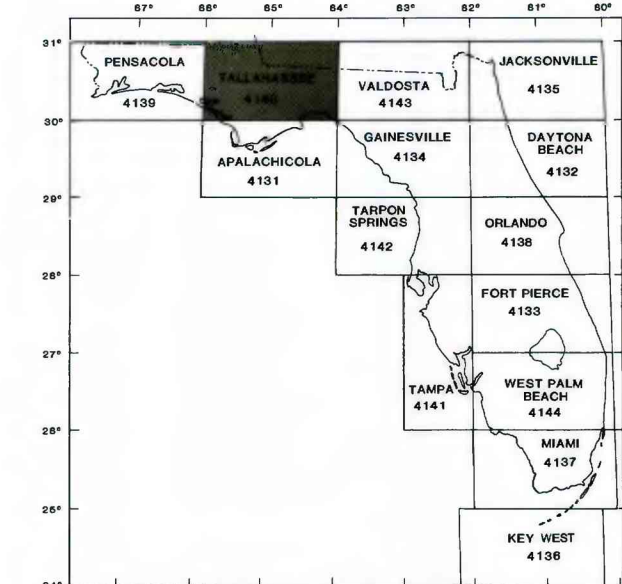 87° 86° 85° 84° 83° 82° 81° 80°
31°
PENSACOLA
4139
TALLAHASSEE
VALDOSTA
4143
JACKSONVILLE
4135
30°
APALACHICOLA
4131
GAINESVILLE
4134
DAYTONA
BEACH
4132
29°
TARPON
SPRINGS
4142
ORLANDO
4138
28°
FORT PIERCE
4133
27°
TAMPA
4141
WEST PALM
BEACH
4144
26°
MIAMI
4137
25°
KEY WEST
4136